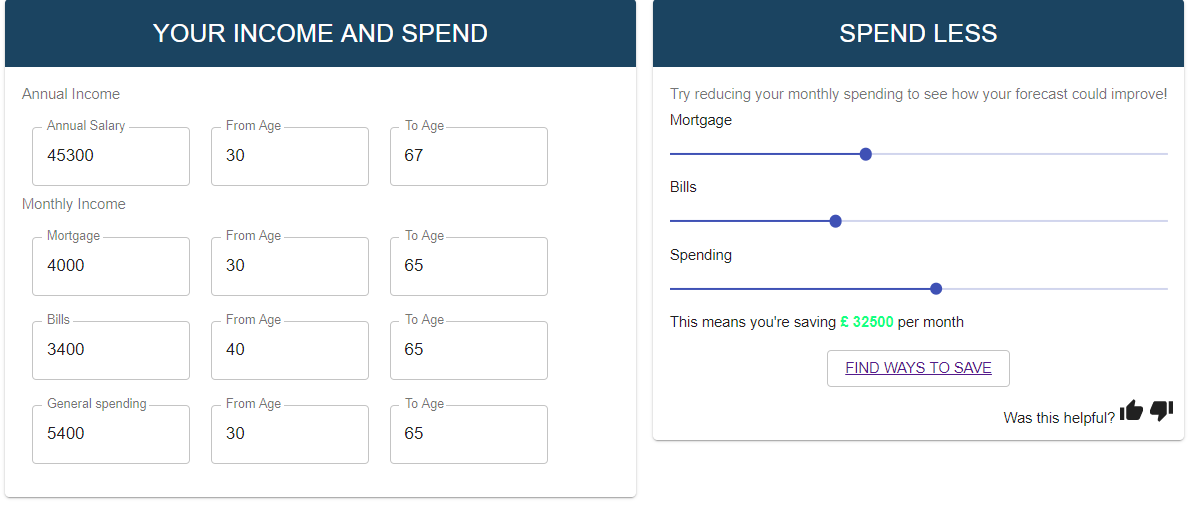 YOUR INCOME AND SPEND
Annual Income
Annual Salary From Age To Age
45300 30 67
Monthly Income
Mortgage From Age To Age
4000 30 65
Bills From Age To Age
3400 40 65
General spending From Age To Age
5400 30 65
SPEND LESS
Try reducing your monthly spending to see how your forecast could improve!
Mortgage
Bills
Spending
This means you're saving £ 32500 per month
FIND WAYS TO SAVE
Was this helpful?